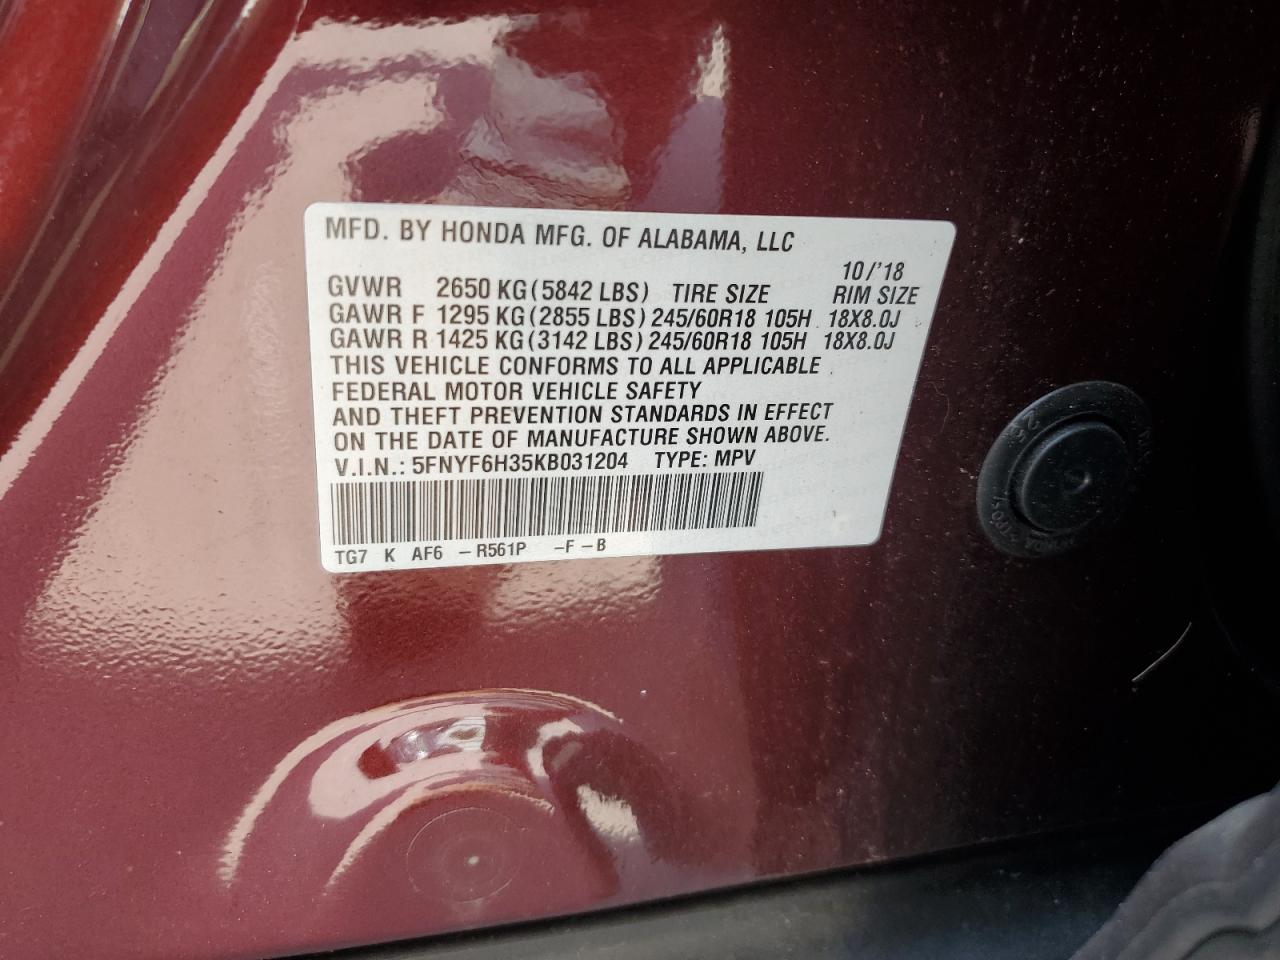 MFD. BY HONDA MFG. OF ALABAMA, LLC
10/'18
GVWR 2650 KG (5842 LBS) TIRE SIZE RIM SIZE
GAWR F 1295 KG (2855 LBS) 245/60R18 105H 18X8.0J
GAWR R 1425 KG (3142 LBS) 245/60R18 105H 18X8.0J
THIS VEHICLE CONFORMS TO ALL APPLICABLE
FEDERAL MOTOR VEHICLE SAFETY
AND THEFT PREVENTION STANDARDS IN EFFECT
ON THE DATE OF MANUFACTURE SHOWN ABOVE.
V.I.N.: 5FNYF6H35KB031204 TYPE: MPV
TG7 K AF6 -R561P -F-B
25